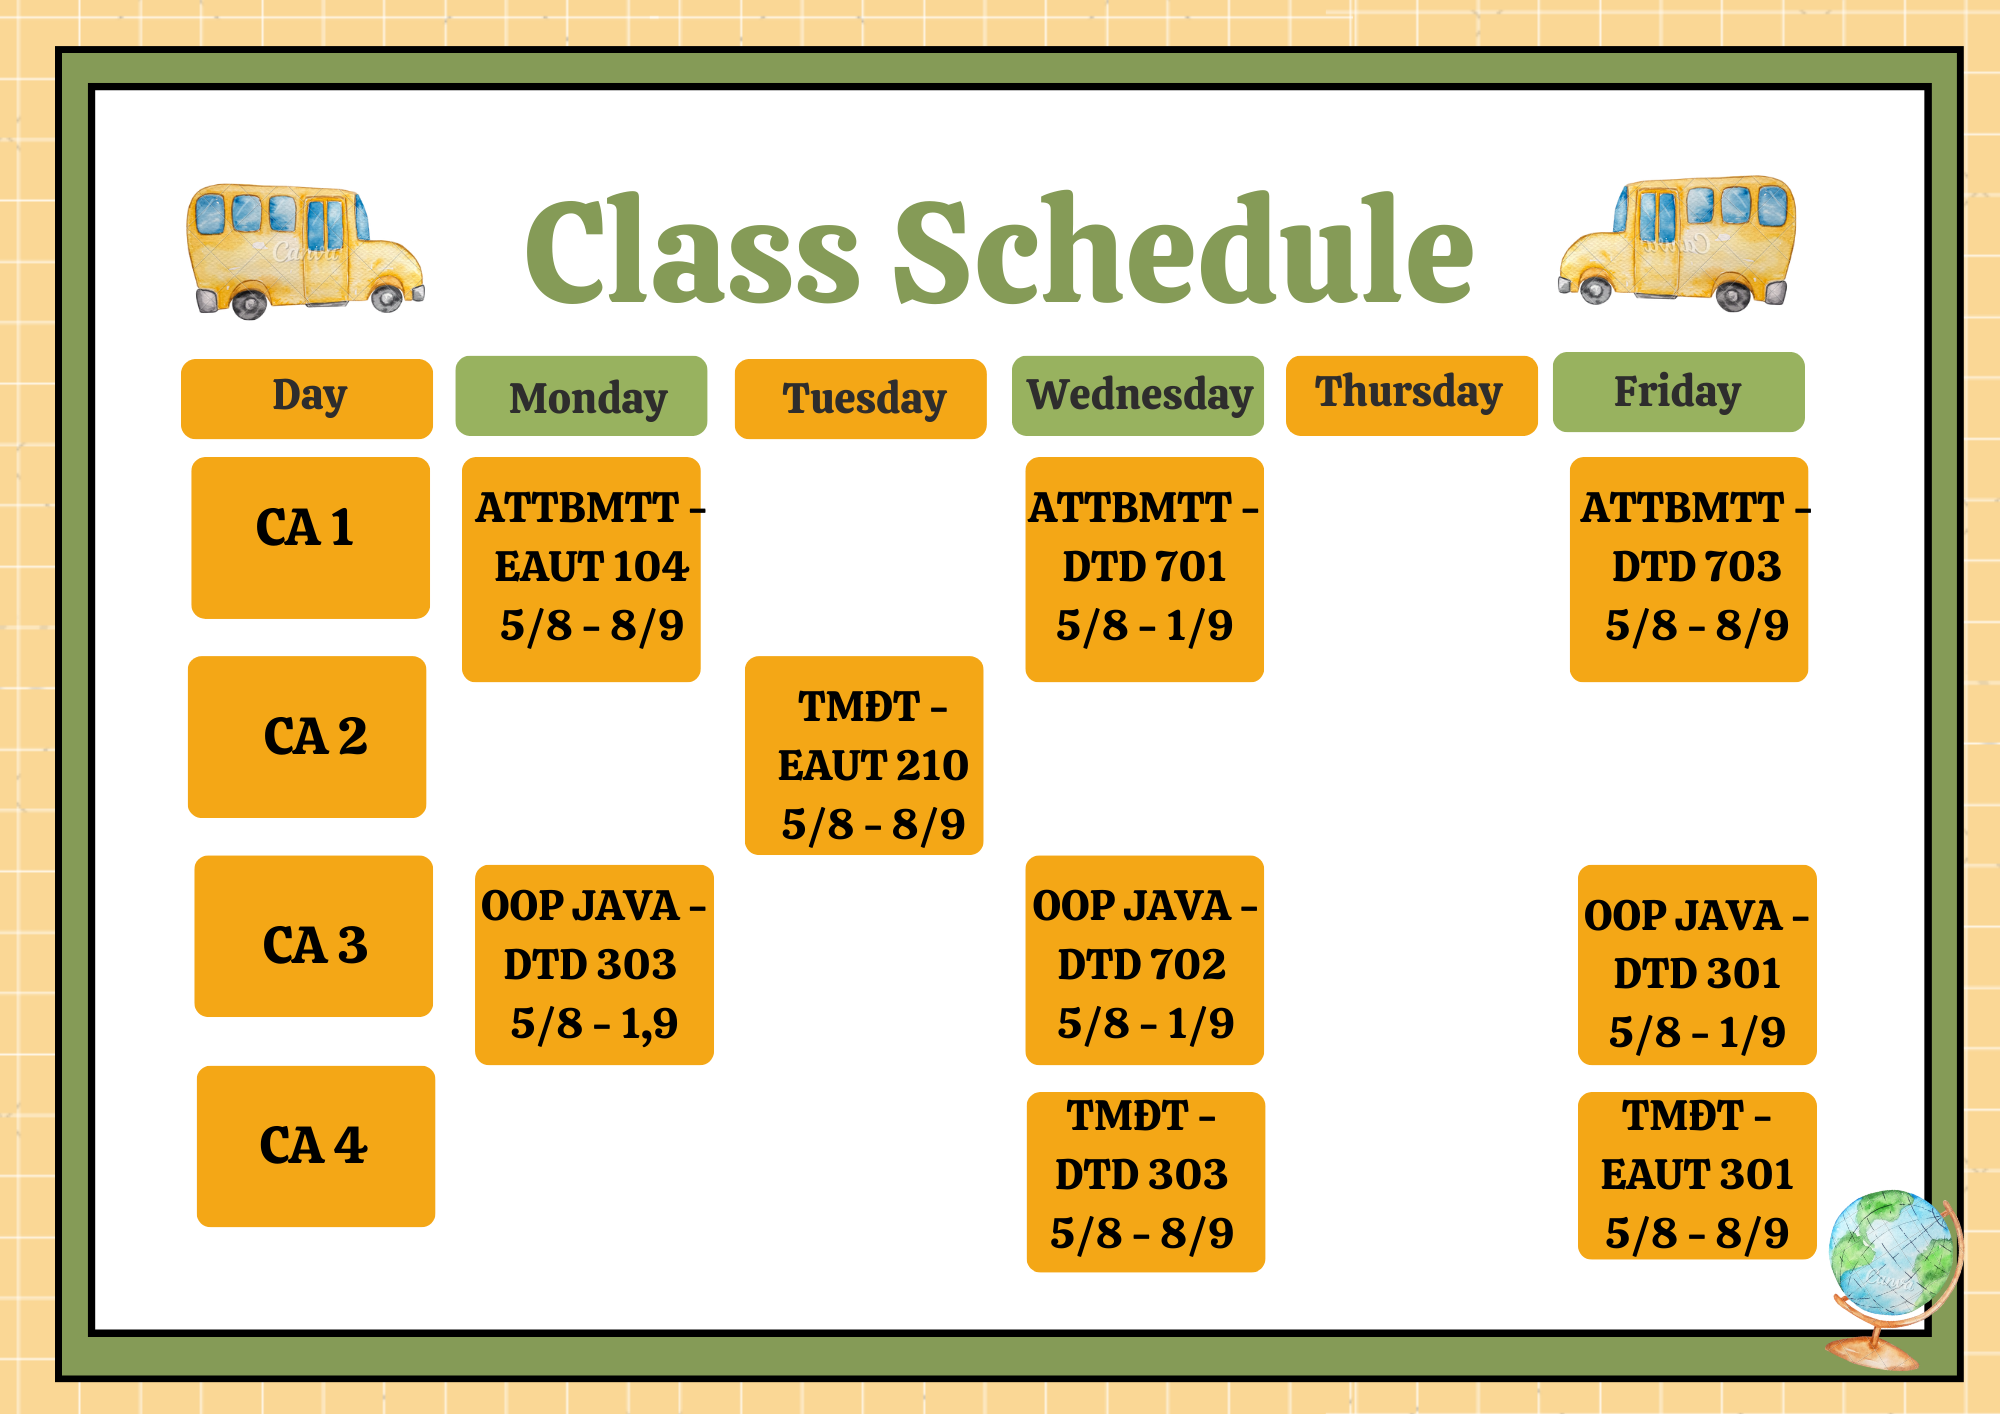 Class Schedule
Day
Monday
Tuesday
Wednesday
Thursday
Friday
CA 1
ATTBMTT -
EAUT 104
5/8 - 8/9
ATTBMTT -
DTD 701
5/8 - 1/9
ATTBMTT -
DTD 703
5/8 - 8/9
CA 2
TMĐT -
EAUT 210
5/8 - 8/9
CA 3
OOP JAVA -
DTD 303
5/8 - 1,9
OOP JAVA -
DTD 702
5/8 - 1/9
OOP JAVA -
DTD 301
5/8 - 1/9
CA 4
TMĐT -
DTD 303
5/8 - 8/9
TMĐT -
EAUT 301
5/8 - 8/9
Canva
Canva
Canva